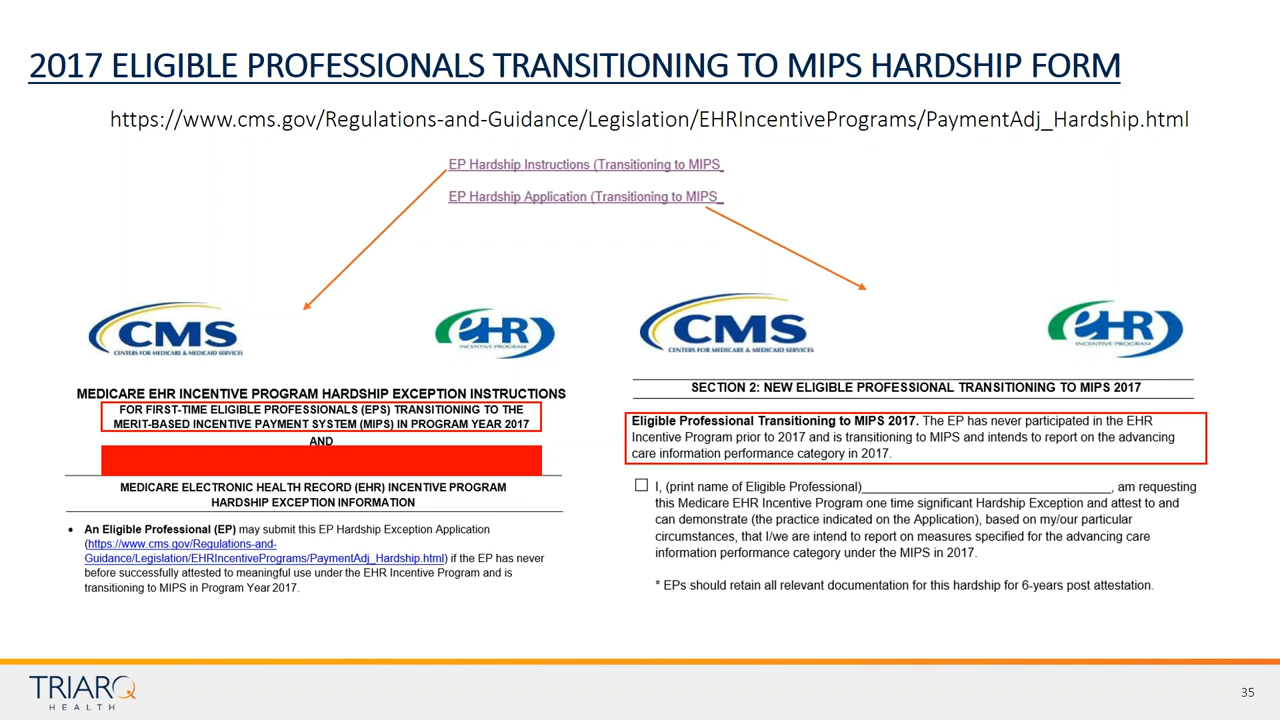 2017 ELIGIBLE PROFESSIONALS TRANSITIONING TO MIPS HARDSHIP FORM
https://www.cms.gov/Regulations-and-Guidance/Legislation/EHRIncentivePrograms/PaymentAdj_Hardship.html
EP Hardship Instructions (Transitioning to MIPS_
EP Hardship Application (Transitioning to MIPS_
CMS
CENTERS FOR MEDICARE & MEDICAID SERVICES
eHR
INCENTIVE PROGRAM
MEDICARE EHR INCENTIVE PROGRAM HARDSHIP EXCEPTION INSTRUCTIONS
FOR FIRST-TIME ELIGIBLE PROFESSIONALS (EPS) TRANSITIONING TO THE
MERIT-BASED INCENTIVE PAYMENT SYSTEM (MIPS) IN PROGRAM YEAR 2017
AND
MEDICARE ELECTRONIC HEALTH RECORD (EHR) INCENTIVE PROGRAM
HARDSHIP EXCEPTION INFORMATION
• An Eligible Professional (EP) may submit this EP Hardship Exception Application
(https://www.cms.gov/Regulations-and-
Guidance/Legislation/EHRIncentivePrograms/PaymentAdj_Hardship.html) if the EP has never
before successfully attested to meaningful use under the EHR Incentive Program and is
transitioning to MIPS in Program Year 2017.
CMS
CENTERS FOR MEDICARE & MEDICAID SERVICES
eHR
INCENTIVE PROGRAM
SECTION 2: NEW ELIGIBLE PROFESSIONAL TRANSITIONING TO MIPS 2017
Eligible Professional Transitioning to MIPS 2017. The EP has never participated in the EHR
Incentive Program prior to 2017 and is transitioning to MIPS and intends to report on the advancing
care information performance category in 2017.
☐ I, (print name of Eligible Professional)________________________________________, am requesting
this Medicare EHR Incentive Program one time significant Hardship Exception and attest to and
can demonstrate (the practice indicated on the Application), based on my/our particular
circumstances, that I/we are intend to report on measures specified for the advancing care
information performance category under the MIPS in 2017.
* EPs should retain all relevant documentation for this hardship for 6-years post attestation.
TRIARQ
HEALTH
35